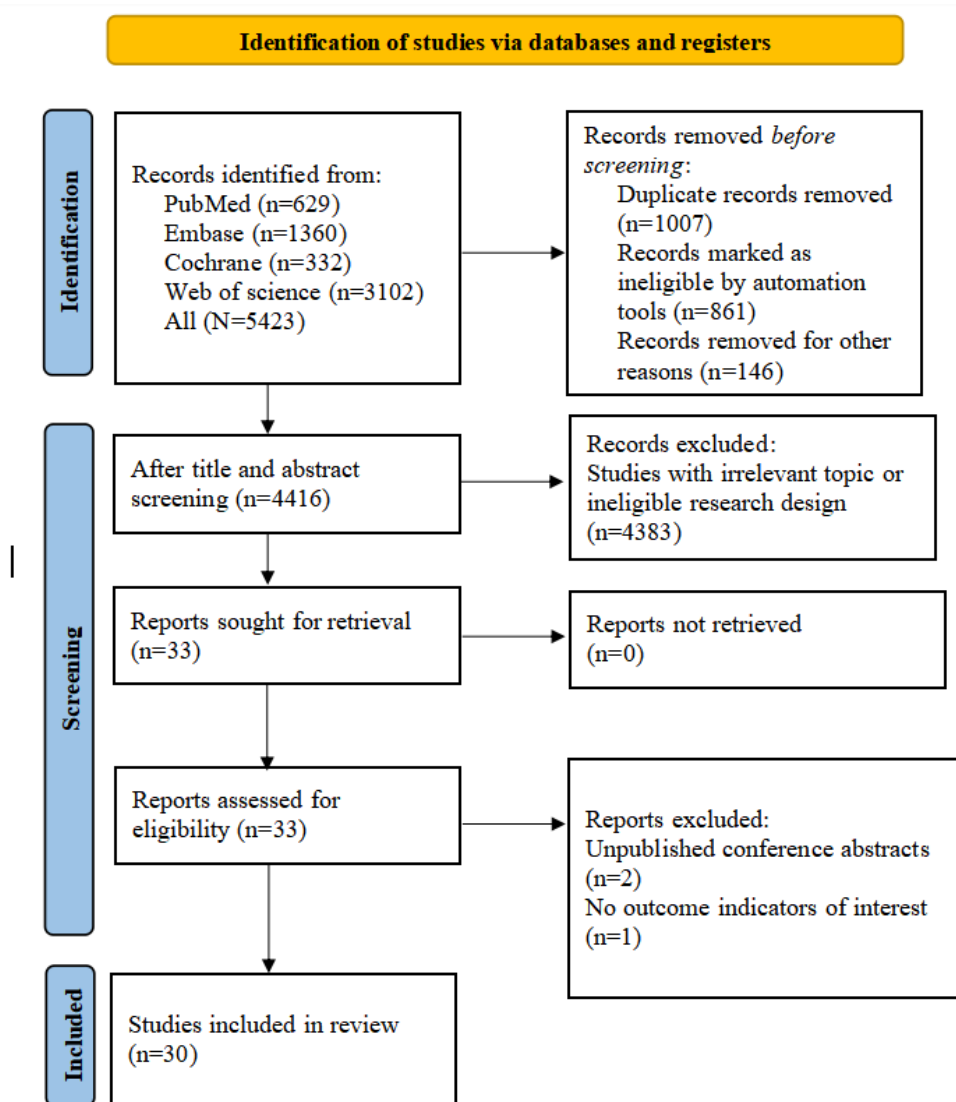 Identification of studies via databases and registers
Identification
Records identified from:
PubMed (n=629)
Embase (n=1360)
Cochrane (n=332)
Web of science (n=3102)
All (N=5423)
Records removed before
screening:
Duplicate records removed
(n=1007)
Records marked as
ineligible by automation
tools (n=861)
Records removed for other
reasons (n=146)
Screening
After title and abstract
screening (n=4416)
Records excluded:
Studies with irrelevant topic or
ineligible research design
(n=4383)
Reports sought for retrieval
(n=33)
Reports not retrieved
(n=0)
Reports assessed for
eligibility (n=33)
Reports excluded:
Unpublished conference abstracts
(n=2)
No outcome indicators of interest
(n=1)
Included
Studies included in review
(n=30)